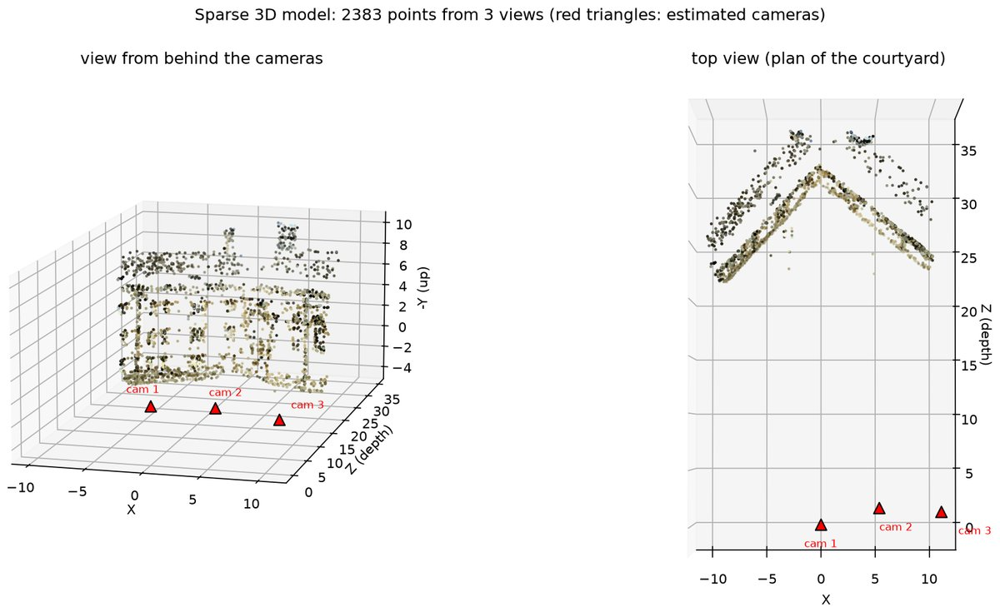 Sparse 3D model: 2383 points from 3 views (red triangles: estimated cameras)
view from behind the cameras
10
8
6
4
2
0
−2
−4
-Y (up)
cam 1
cam 2
cam 3
35
30
25
20
15
10
5
0
Z (depth)
−10
−5
0
5
10
X
top view (plan of the courtyard)
35
30
25
20
15
10
5
0
Z (depth)
cam 1
cam 2
cam 3
−10
−5
0
5
10
X